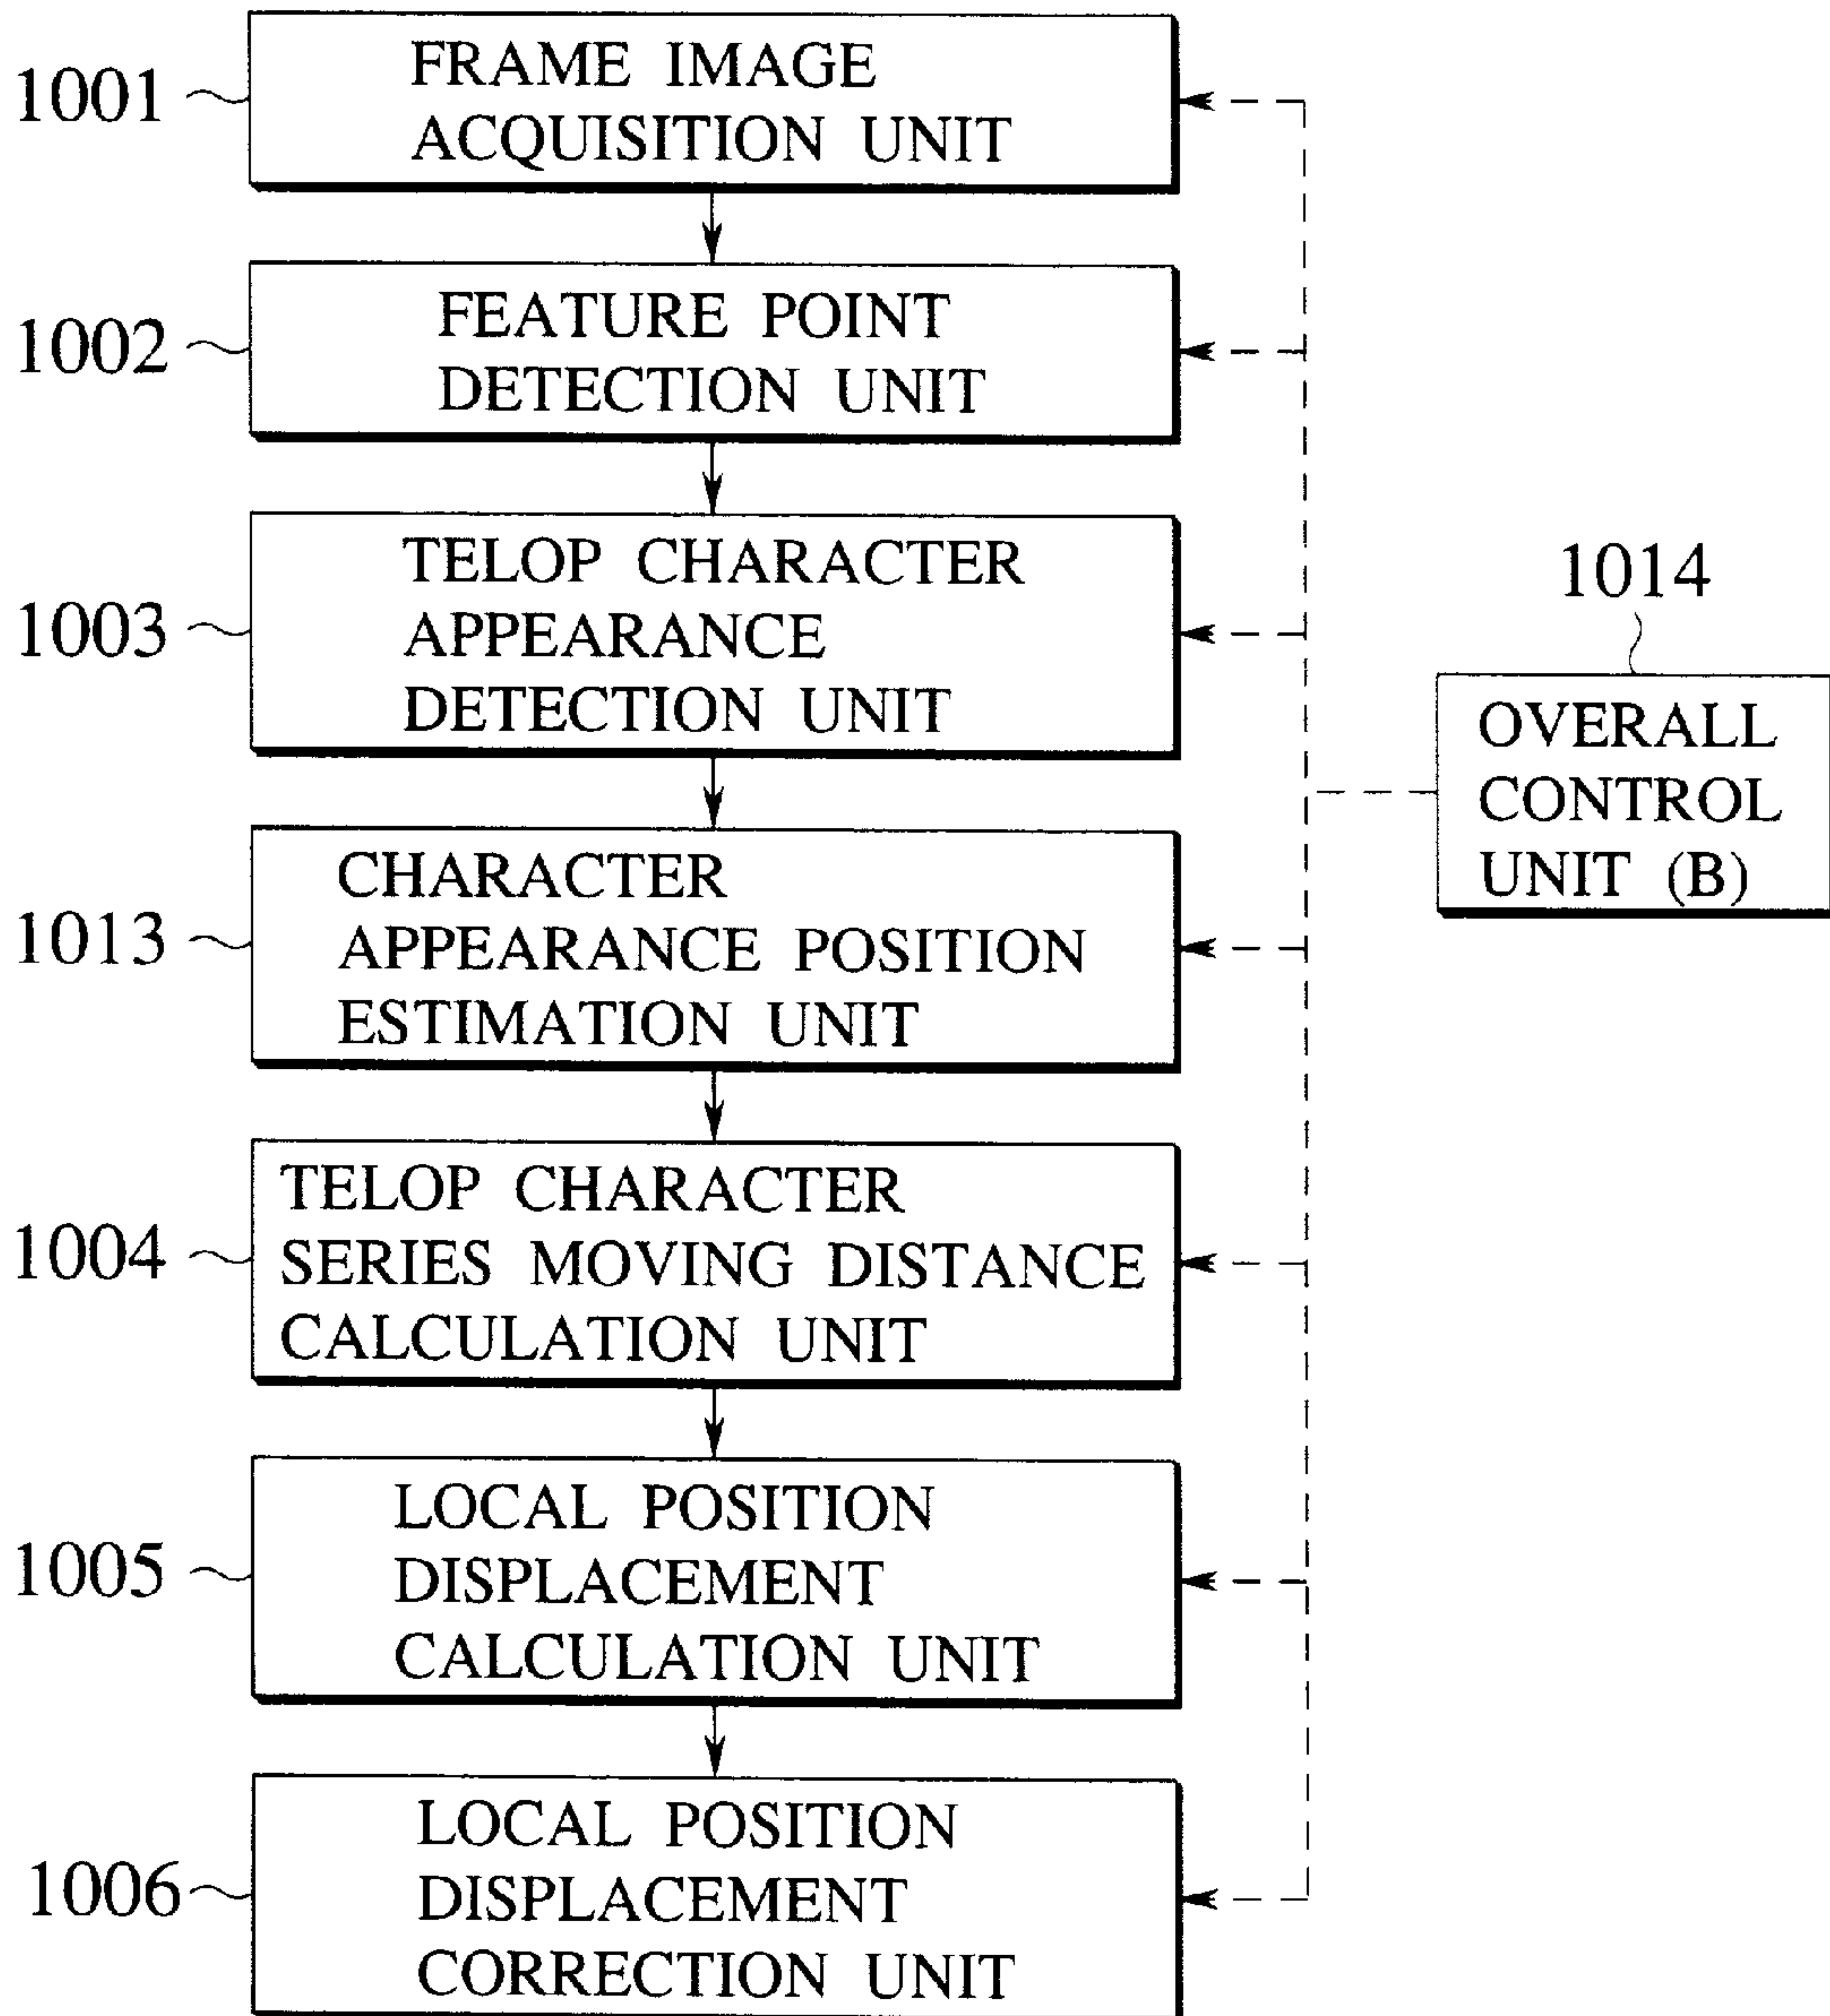 1001
FRAME IMAGE
ACQUISITION UNIT
1002
FEATURE POINT
DETECTION UNIT
1003
TELOP CHARACTER
APPEARANCE
DETECTION UNIT
1014
OVERALL
CONTROL
UNIT (B)
1013
CHARACTER
APPEARANCE POSITION
ESTIMATION UNIT
1004
TELOP CHARACTER
SERIES MOVING DISTANCE
CALCULATION UNIT
1005
LOCAL POSITION
DISPLACEMENT
CALCULATION UNIT
1006
LOCAL POSITION
DISPLACEMENT
CORRECTION UNIT